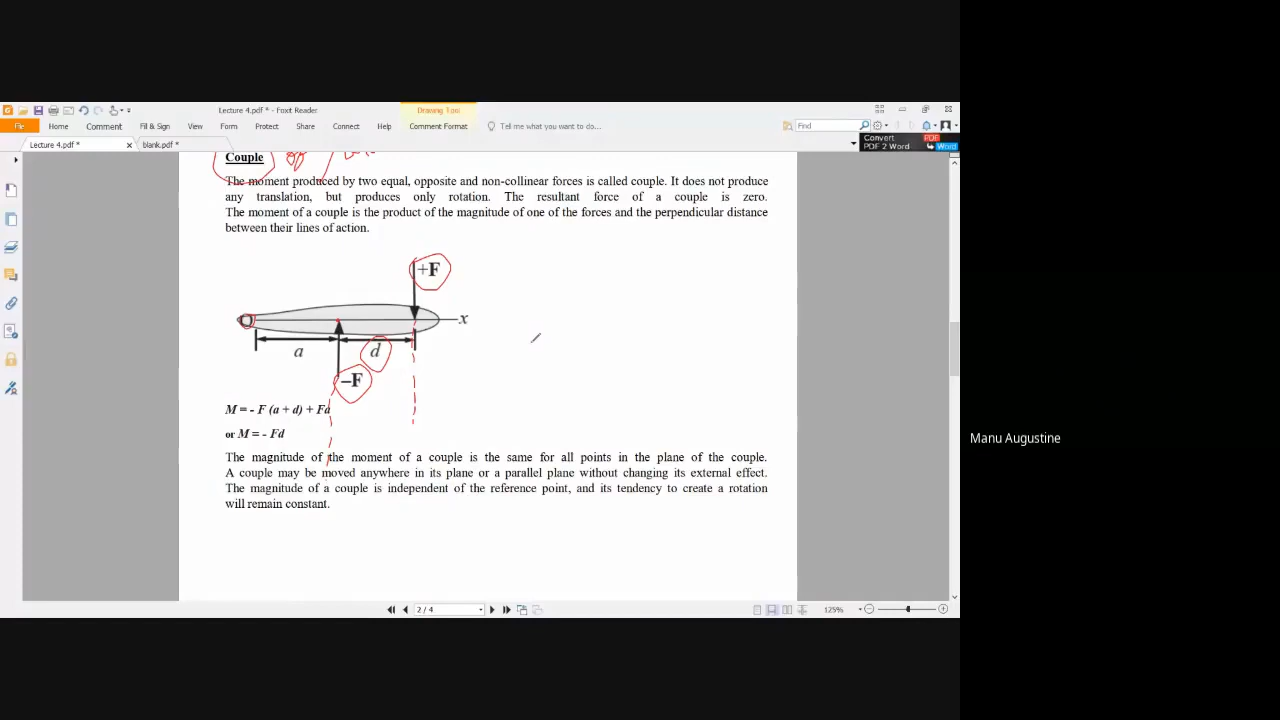 Lecture 4.pdf * - Foxit Reader
Drawing Tool
File Home Comment Fill & Sign View Form Protect Share Connect Help Comment Format Tell me what you want to do... Find
Lecture 4.pdf * blank.pdf *
Convert PDF
PDF 2 Word Word
Couple of
The moment produced by two equal, opposite and non-collinear forces is called couple. It does not produce
any translation, but produces only rotation. The resultant force of a couple is zero.
The moment of a couple is the product of the magnitude of one of the forces and the perpendicular distance
between their lines of action.
+F
O x
a d
–F
M = - F (a + d) + Fa
or M = - Fd
Manu Augustine
The magnitude of the moment of a couple is the same for all points in the plane of the couple.
A couple may be moved anywhere in its plane or a parallel plane without changing its external effect.
The magnitude of a couple is independent of the reference point, and its tendency to create a rotation
will remain constant.
2 / 4 125%